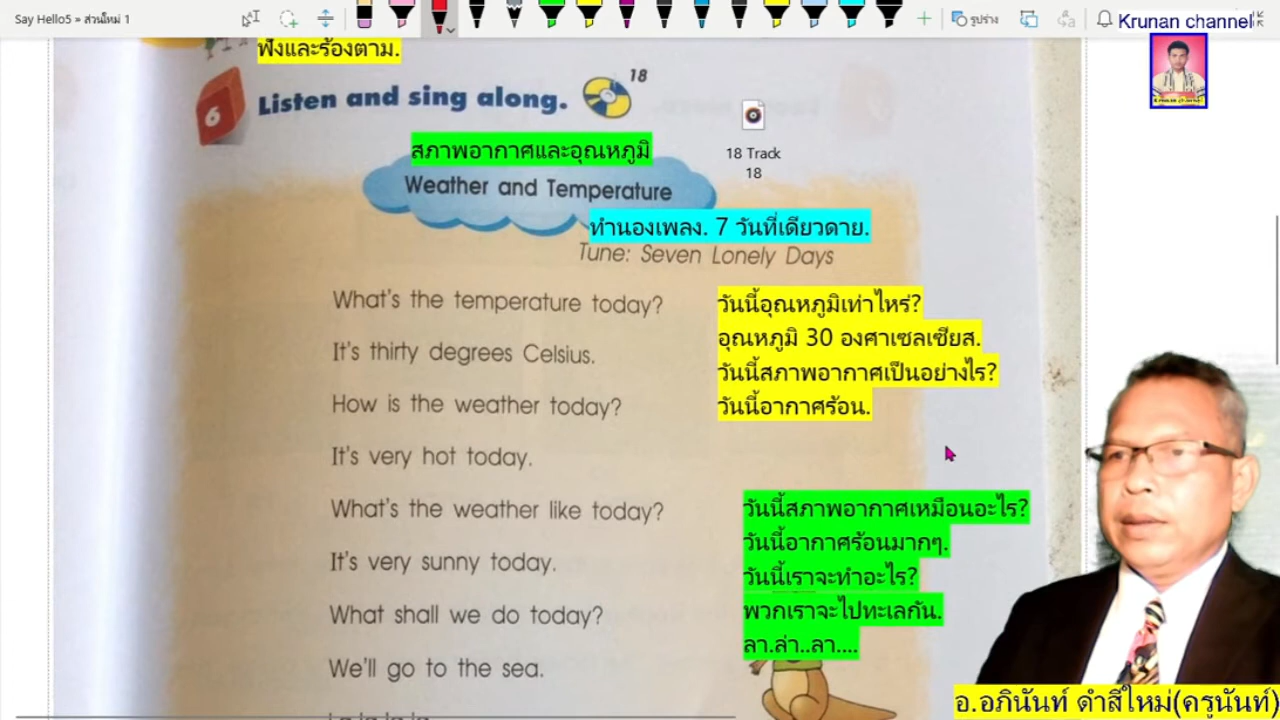 Say Hello5 » ส่วนใหม่ 1
รูปร่าง
Krunan channel
ฟังและร้องตาม.
6 Listen and sing along. 18
สภาพอากาศและอุณหภูมิ
18 Track
18
Weather and Temperature
ทำนองเพลง. 7 วันที่เดียวดาย.
Tune: Seven Lonely Days
What's the temperature today?
It's thirty degrees Celsius.
How is the weather today?
It's very hot today.
What's the weather like today?
It's very sunny today.
What shall we do today?
We'll go to the sea.
วันนี้อุณหภูมิเท่าไหร่?
อุณหภูมิ 30 องศาเซลเซียส.
วันนี้สภาพอากาศเป็นอย่างไร?
วันนี้อากาศร้อน.
วันนี้สภาพอากาศเหมือนอะไร?
วันนี้อากาศร้อนมากๆ.
วันนี้เราจะทำอะไร?
พวกเราจะไปทะเลกัน.
ลา.ล่า..ลา....
อ.อภินันท์ ดำสีใหม่(ครูนันท์)